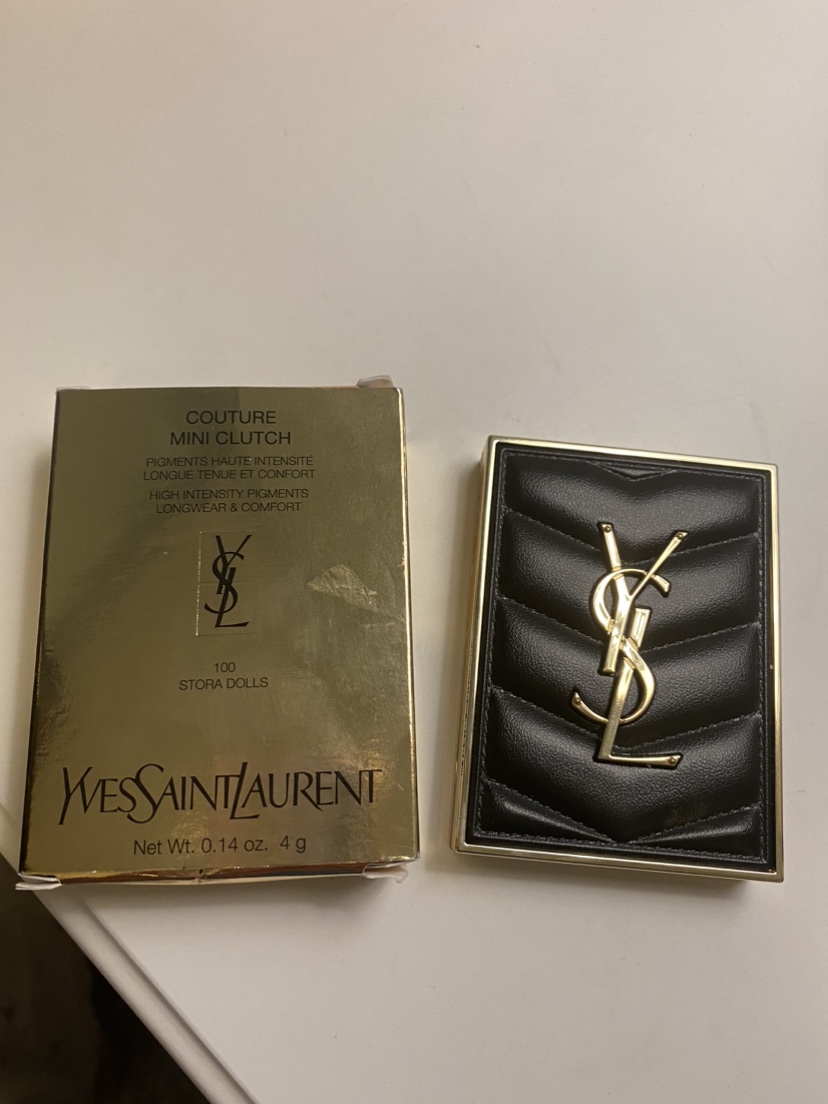 COUTURE
MINI CLUTCH
PIGMENTS HAUTE INTENSITÉ
LONGUE TENUE ET CONFORT
HIGH INTENSITY PIGMENTS
LONGWEAR & COMFORT
YSL
100
STORA DOLLS
YVESSAINTLAURENT
Net Wt. 0.14 oz. 4 g
YSL